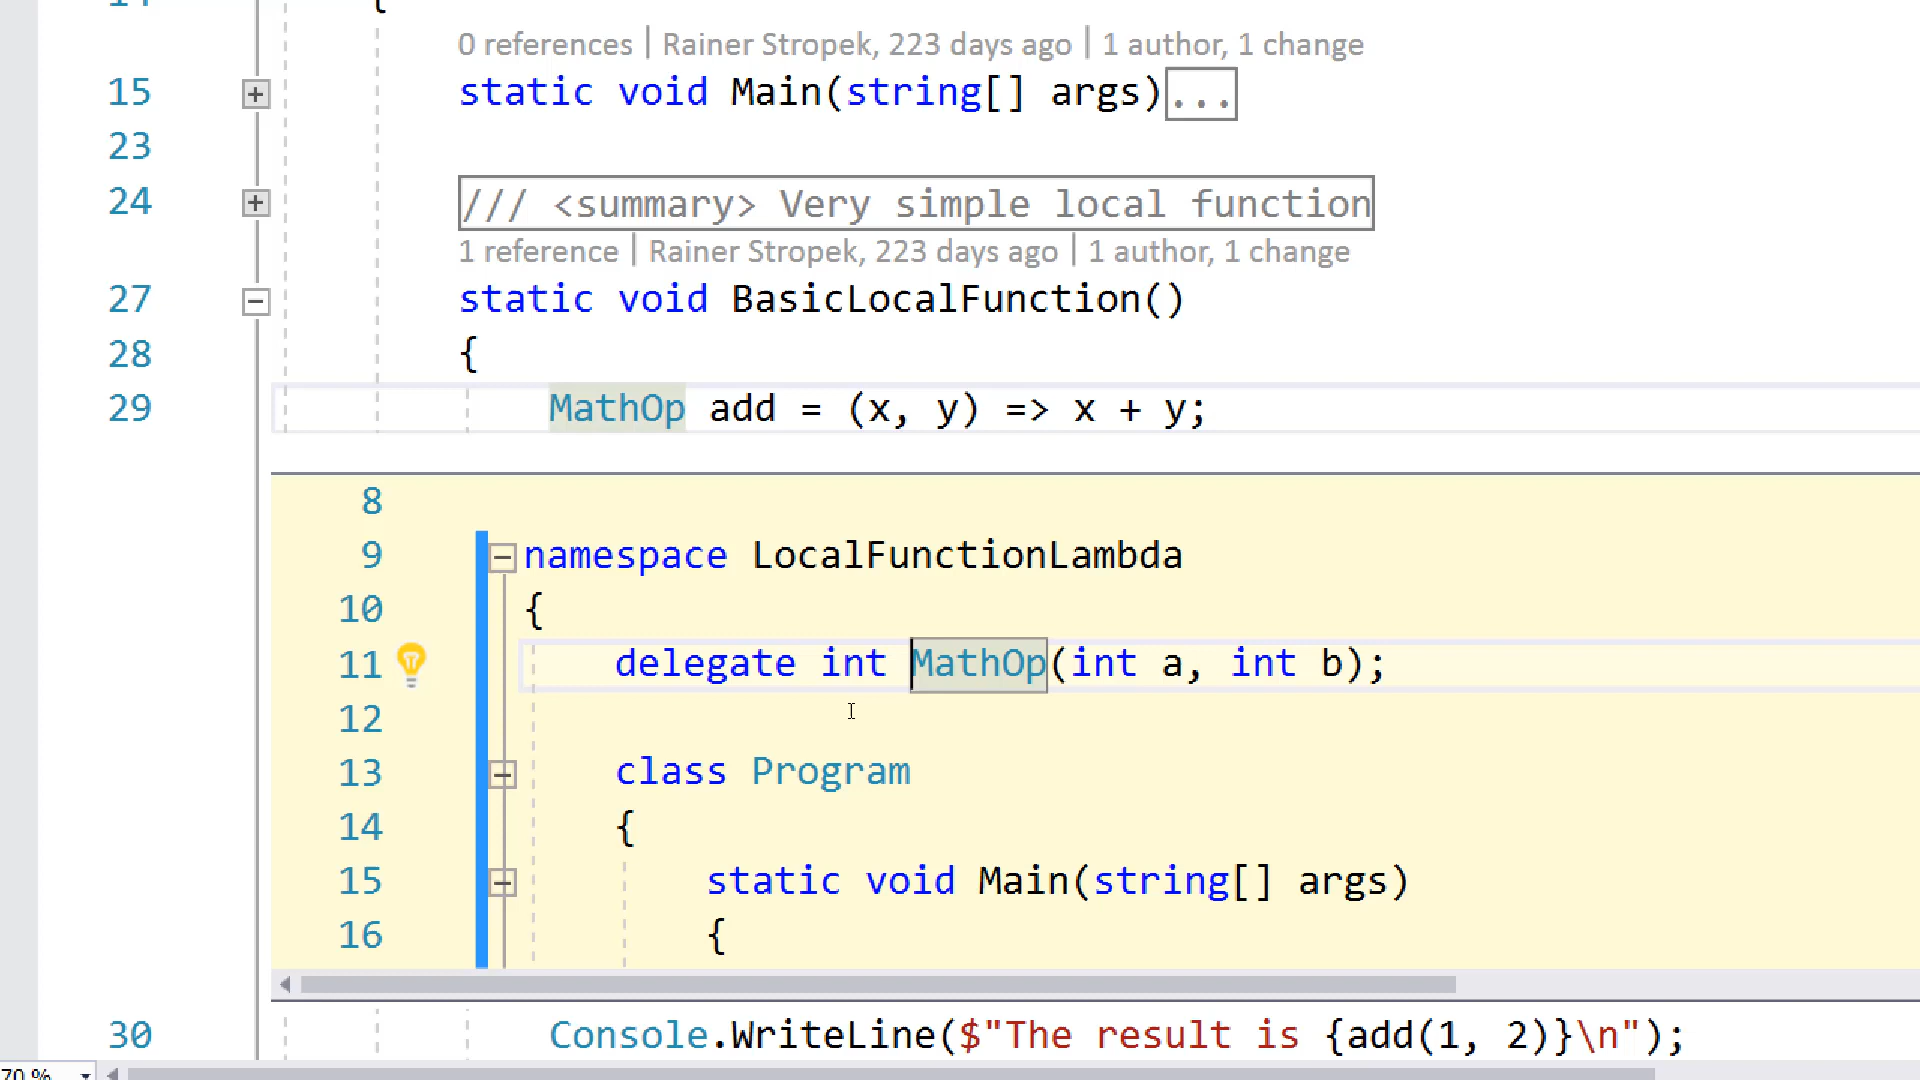 14 {
0 references | Rainer Stropek, 223 days ago | 1 author, 1 change
15 static void Main(string[] args)...
23
24 /// <summary> Very simple local function
1 reference | Rainer Stropek, 223 days ago | 1 author, 1 change
27 static void BasicLocalFunction()
28 {
29 MathOp add = (x, y) => x + y;
8
9 namespace LocalFunctionLambda
10 {
11 delegate int MathOp(int a, int b);
12
13 class Program
14 {
15 static void Main(string[] args)
16 {
30 Console.WriteLine($"The result is {add(1, 2)}\n");
70 %